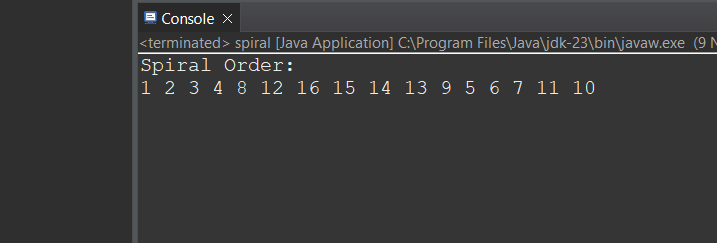 Console
<terminated> spiral [Java Application] C:\Program Files\Java\jdk-23\bin\javaw.exe (9 N
Spiral Order:
1 2 3 4 8 12 16 15 14 13 9 5 6 7 11 10